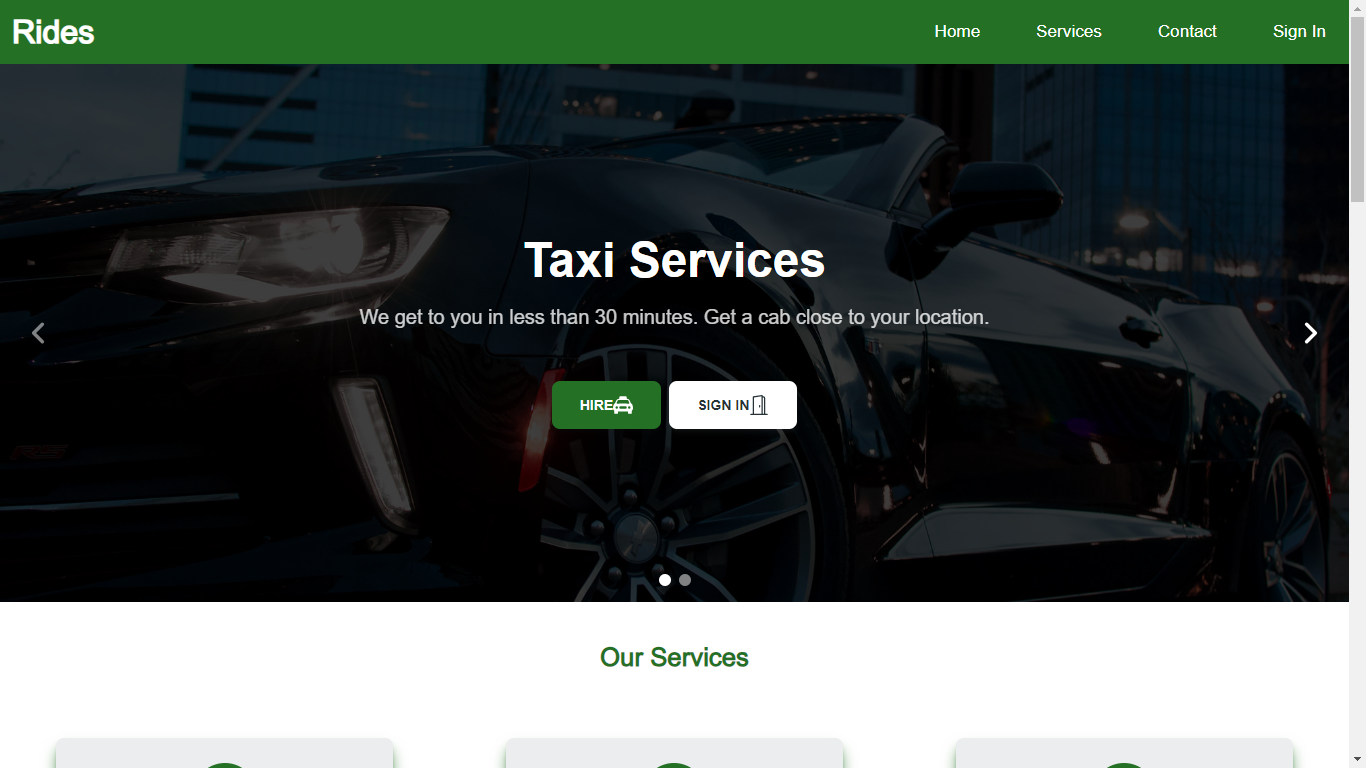 Rides
Home
Services
Contact
Sign In
Taxi Services
We get to you in less than 30 minutes. Get a cab close to your location.
HIRE
SIGN IN
Our Services